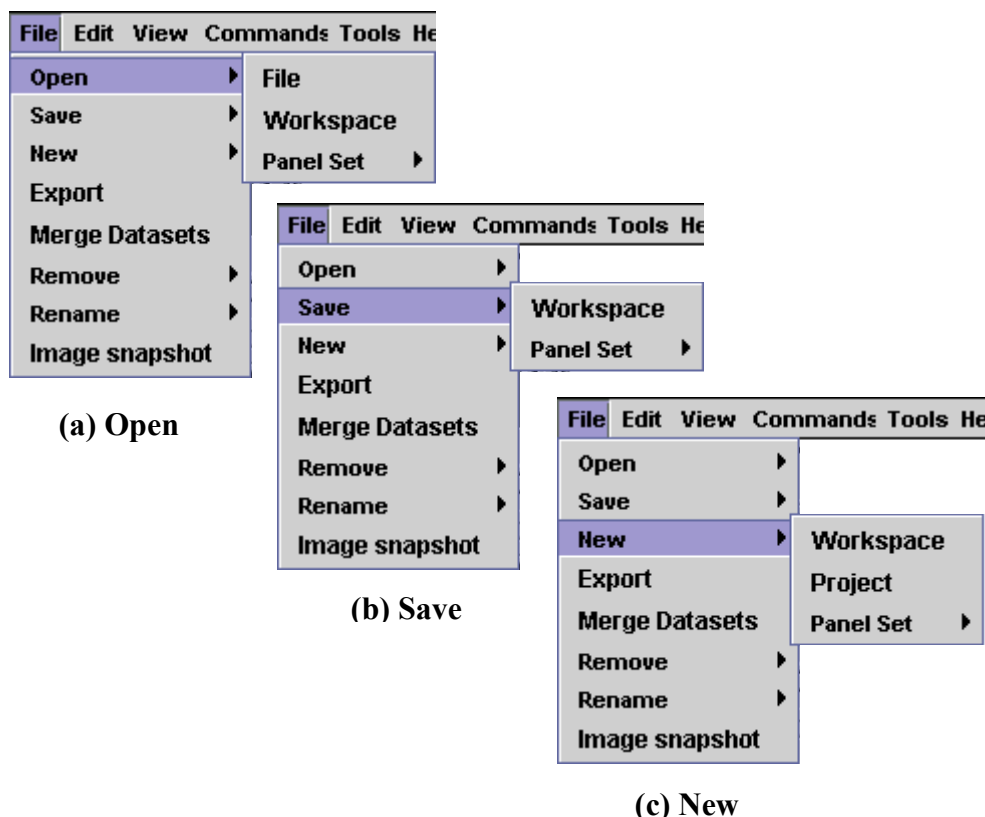 File Edit View Commands Tools He
Open
Save
New
Export
Merge Datasets
Remove
Rename
Image snapshot
File
Workspace
Panel Set
(a) Open
File Edit View Commands Tools He
Open
Save
New
Export
Merge Datasets
Remove
Rename
Image snapshot
Workspace
Panel Set
(b) Save
File Edit View Commands Tools He
Open
Save
New
Export
Merge Datasets
Remove
Rename
Image snapshot
Workspace
Project
Panel Set
(c) New